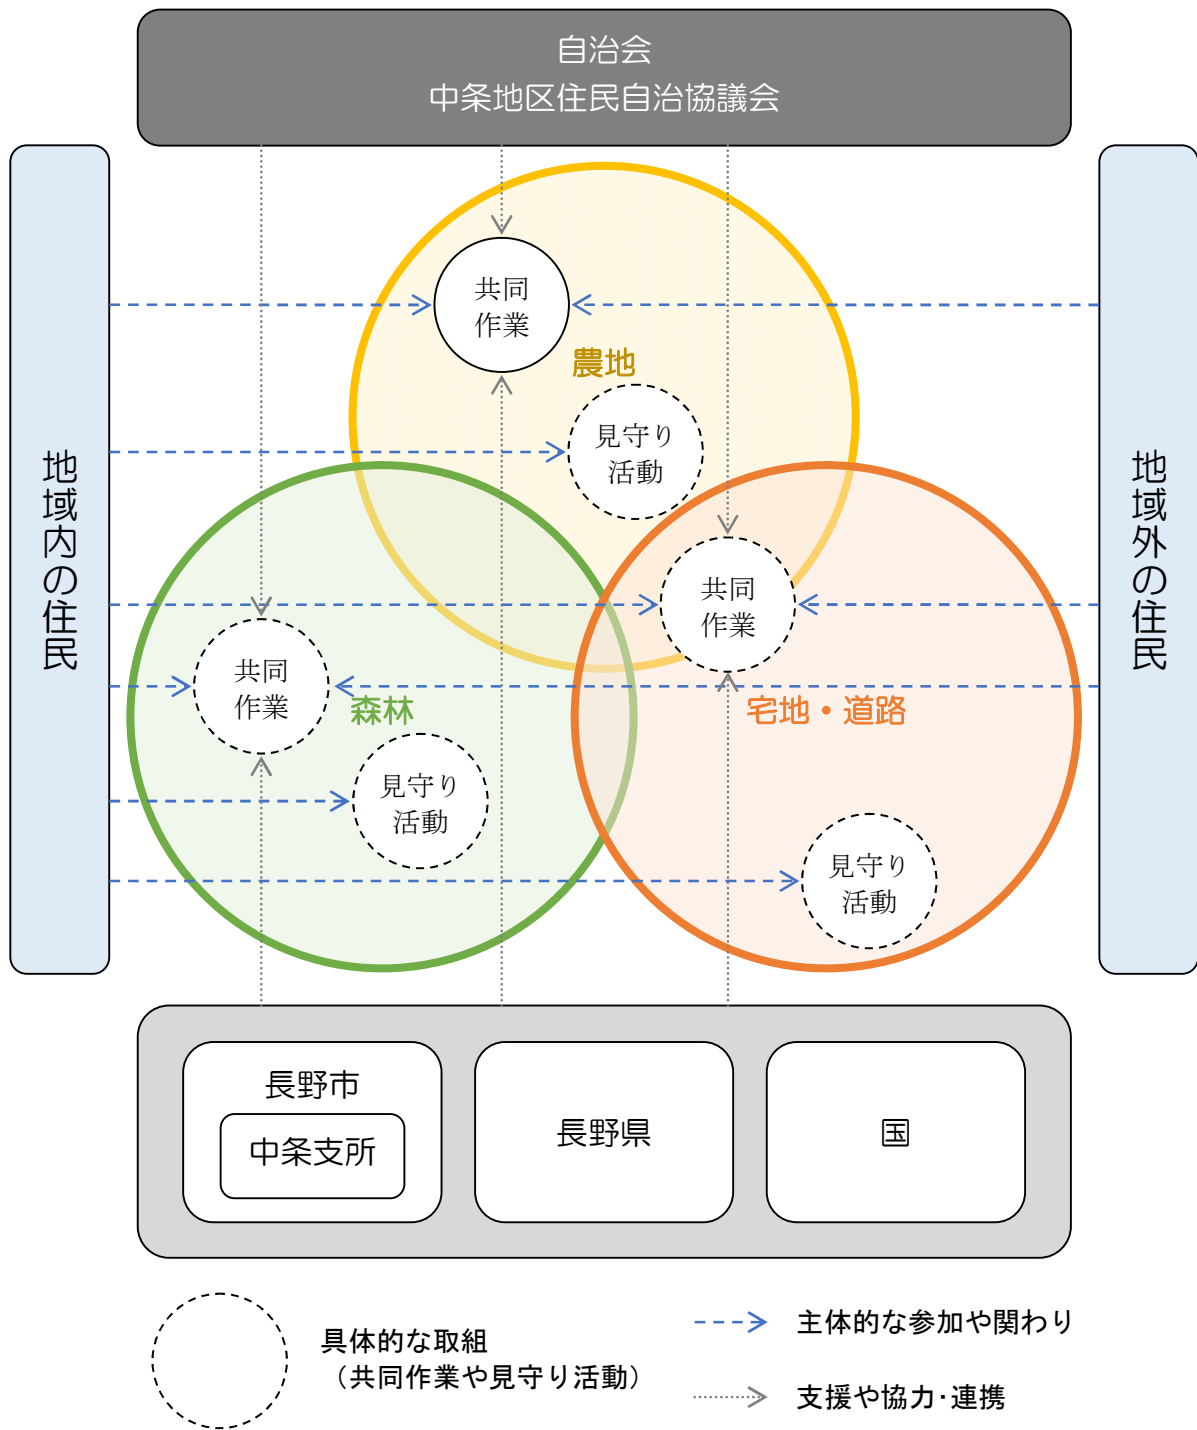 自治会
中条地区住民自治協議会
地域内の住民
地域外の住民
共同
作業
農地
見守り
活動
共同
作業
共同
作業
森林
宅地・道路
見守り
活動
見守り
活動
長野市
中条支所
長野県
国
具体的な取組
（共同作業や見守り活動）
主体的な参加や関わり
支援や協力・連携